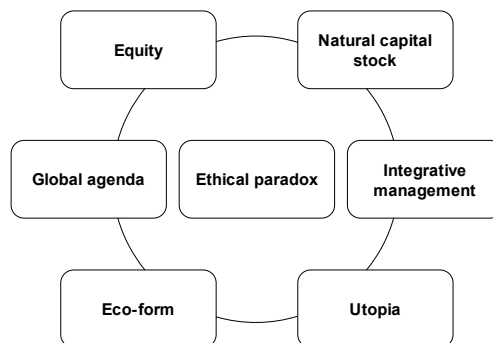 Equity
Natural capital
stock
Global agenda
Ethical paradox
Integrative
management
Eco-form
Utopia